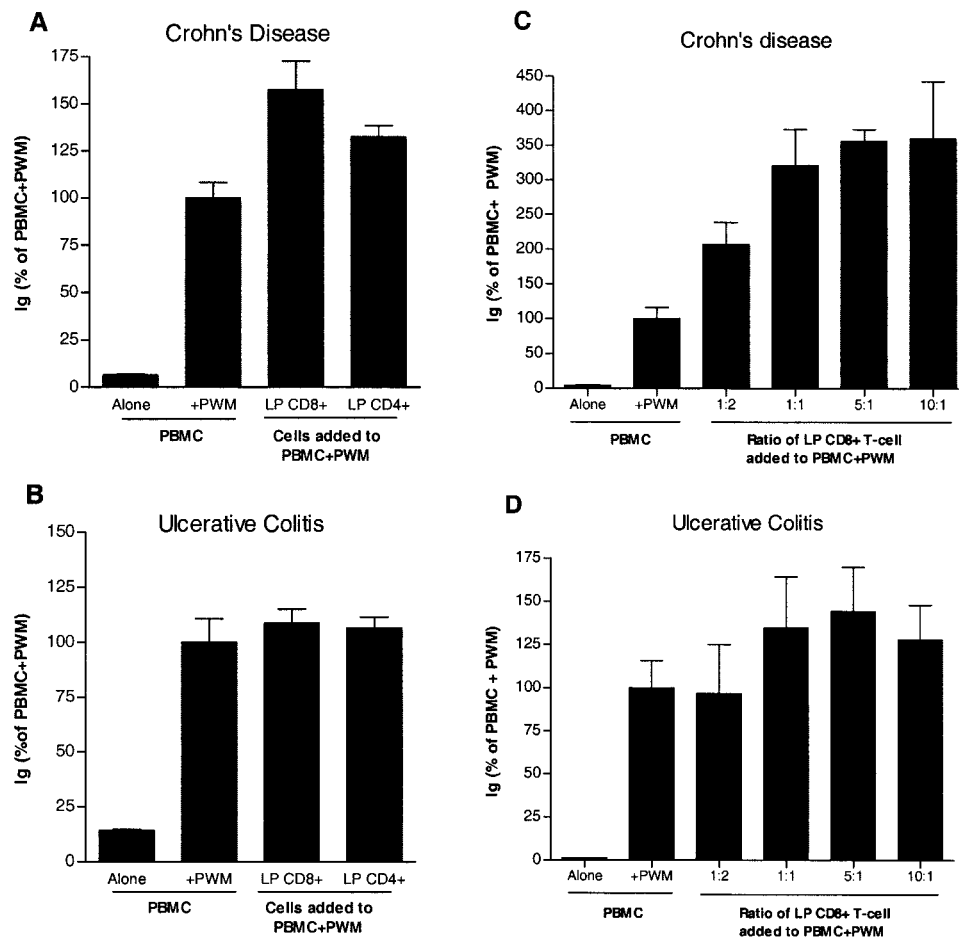 A
Crohn's Disease
Ig (% of PBMC+PWM)
175
150
125
100
75
50
25
0
Alone +PWM LP CD8+ LP CD4+
PBMC
Cells added to
PBMC+PWM
B
Ulcerative Colitis
Ig (%of PBMC+PWM)
150
125
100
75
50
25
0
Alone +PWM LP CD8+ LP CD4+
PBMC
Cells added to
PBMC+PWM
C
Crohn's disease
Ig (% of PBMC+ PWM)
450
400
350
300
250
200
150
100
50
0
Alone +PWM 1:2 1:1 5:1 10:1
PBMC
Ratio of LP CD8+ T-cell
added to PBMC+PWM
D
Ulcerative Colitis
Ig (% of PBMC + PWM)
175
150
125
100
75
50
25
0
Alone +PWM 1:2 1:1 5:1 10:1
PBMC
Ratio of LP CD8+ T-cell
added to PBMC+PWM